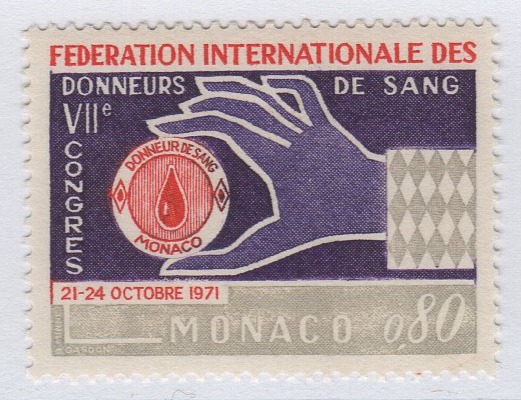 FEDERATION INTERNATIONALE DES
DONNEURS DE SANG
VIIe
CONGRES
DONNEUR DE SANG
MONACO
21-24 OCTOBRE 1971
MONACO 0,80